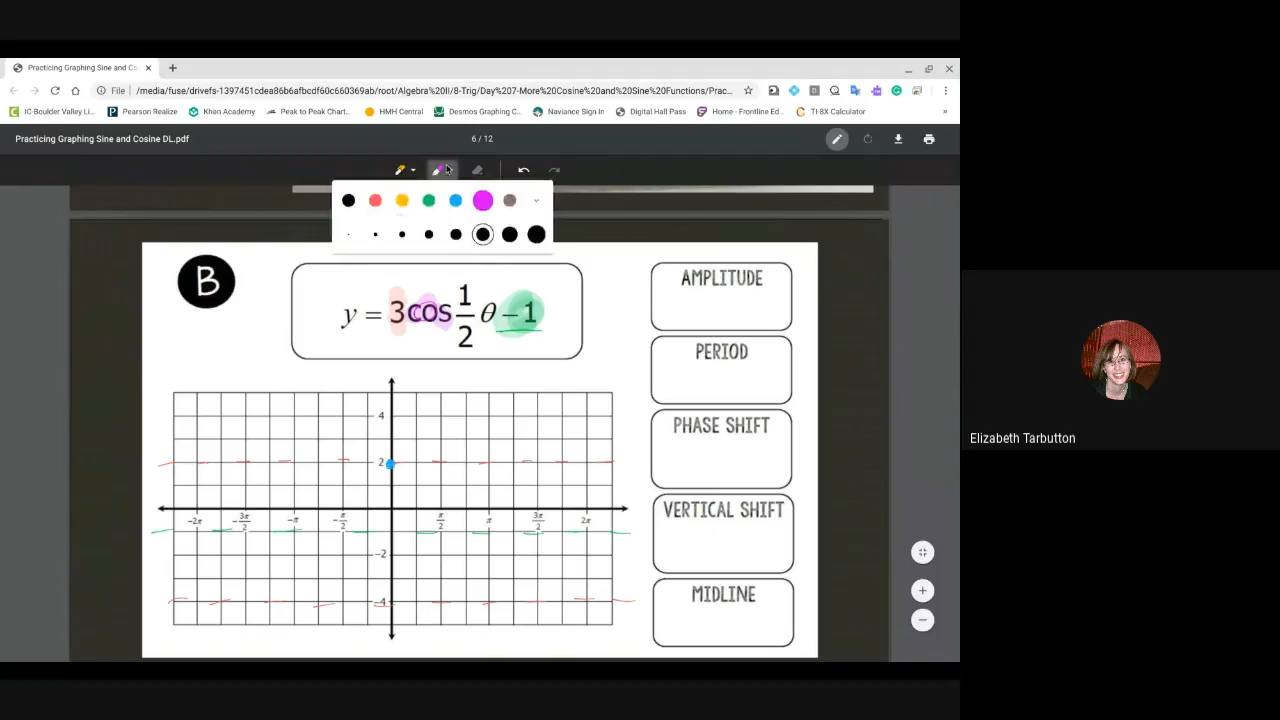 Practicing Graphing Sine and Co
File | /media/fuse/drivefs-1397451cdea86b6afbcdf60c660369ab/root/Algebra%20II/8-Trig/Day%207-More%20Cosine%20and%20Sine%20Functions/Prac...
IC-Boulder Valley Li... Pearson Realize Khan Academy Peak to Peak Chart... HMH Central Desmos Graphing C... Naviance Sign In Digital Hall Pass Home - Frontline Ed... TI-8X Calculator »
Practicing Graphing Sine and Cosine DL.pdf 6 / 12
B
y = 3cos 1/2 θ − 1
AMPLITUDE
PERIOD
PHASE SHIFT
VERTICAL SHIFT
MIDLINE
4
2
−2π −3π/2 −π −π/2 π/2 π 3π/2 2π
−2
−4
Elizabeth Tarbutton